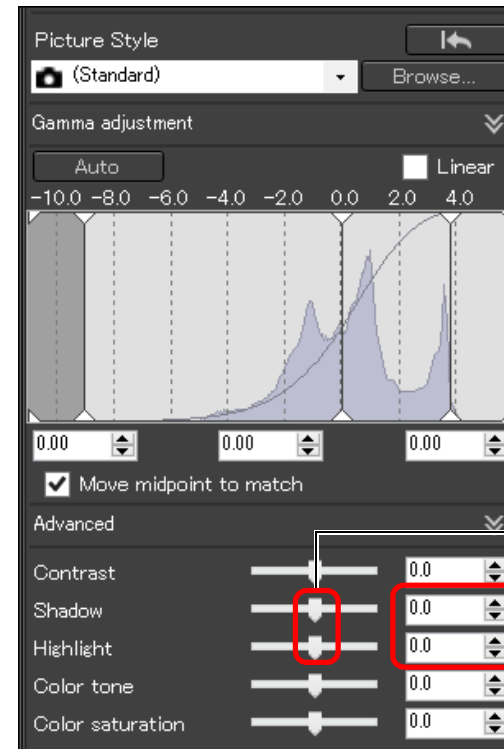 Picture Style
(Standard)
Browse...
Gamma adjustment
Auto
Linear
-10.0 -8.0 -6.0 -4.0 -2.0 0.0 2.0 4.0
0.00 0.00 0.00
Move midpoint to match
Advanced
Contrast 0.0
Shadow 0.0
Highlight 0.0
Color tone 0.0
Color saturation 0.0